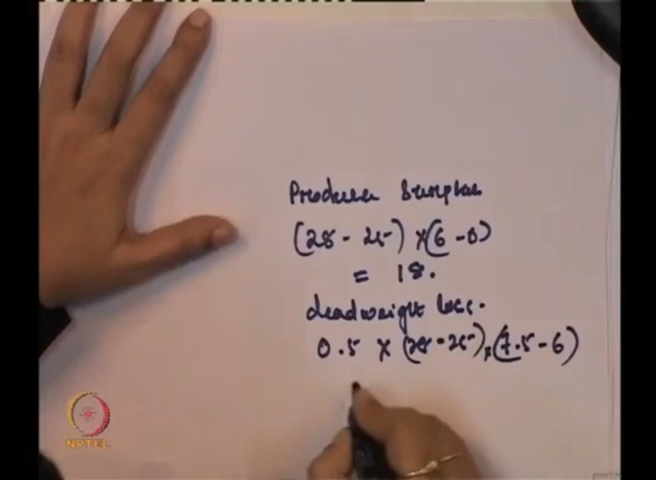 Producer Surplus
(28 - 25) × (6 - 0)
= 18.
deadweight loss.
0.5 × (28 - 25) × (7.5 - 6)
NPTEL